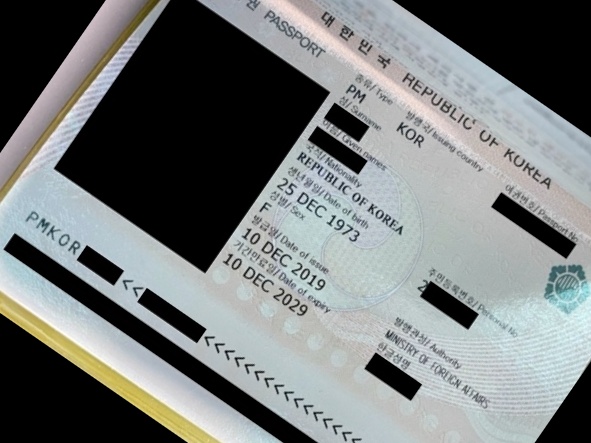 여권 PASSPORT
대한민국 REPUBLIC OF KOREA
종류/Type
발행국/Issuing country
여권번호/Passport No.
PM
KOR
성/Surname
이름/Given names
국적/Nationality
REPUBLIC OF KOREA
생년월일/Date of birth
25 DEC 1973
주민등록번호/Personal No.
2
성별/Sex
F
발급일/Date of issue
발행관청/Authority
10 DEC 2019
MINISTRY OF FOREIGN AFFAIRS
기간만료일/Date of expiry
한글성명
10 DEC 2029
PMKOR <<